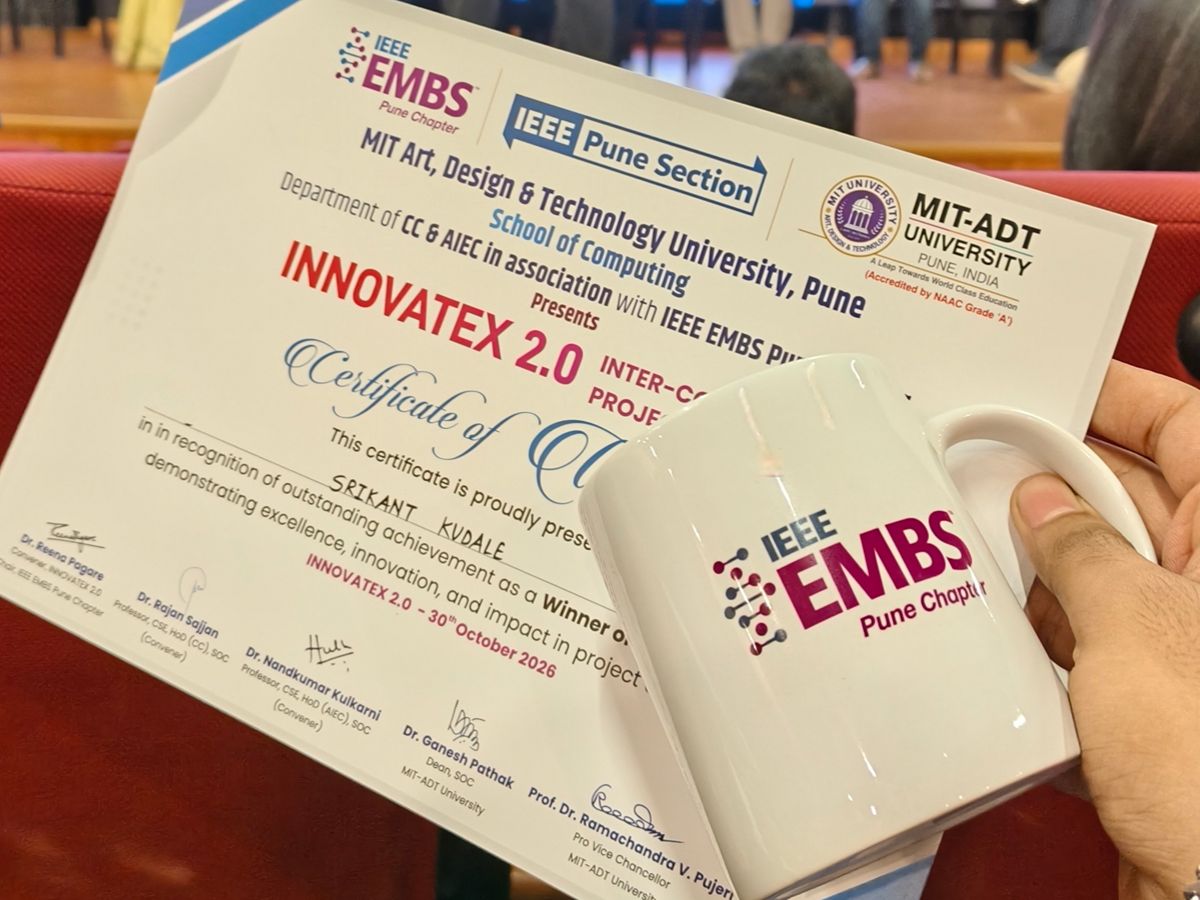 IEEE
EMBS
Pune Chapter
IEEE Pune Section
MIT UNIVERSITY
ART, DESIGN & TECHNOLOGY
MIT-ADT
UNIVERSITY
PUNE, INDIA
A Leap Towards World Class Education
(Accredited by NAAC Grade 'A')
MIT Art, Design & Technology University, Pune
School of Computing
Department of CC & AIEC in association with IEEE EMBS
Presents
INNOVATEX 2.0
Certificate of
This certificate is proudly
SRIKANT KUDALE
in in recognition of outstanding achievement as a Winner
demonstrating excellence, innovation, and impact in project
INNOVATEX 2.0 - 30th October 2026
Dr. Reena Pagare
Convener, INNOVATEX 2.0
Chair, IEEE EMBS Pune Chapter
Dr. Rajan Sajjan
Professor, CSE, HoD (CC), SOC
(Convener)
Dr. Nandkumar Kulkarni
Professor, CSE, HoD (AIEC), SOC
(Convener)
Dr. Ganesh Pathak
Dean, SOC
MIT-ADT University
Prof. Dr. Ramachandra V. Pujeri
Pro Vice Chancellor
MIT-ADT University
IEEE
EMBS
Pune Chapter